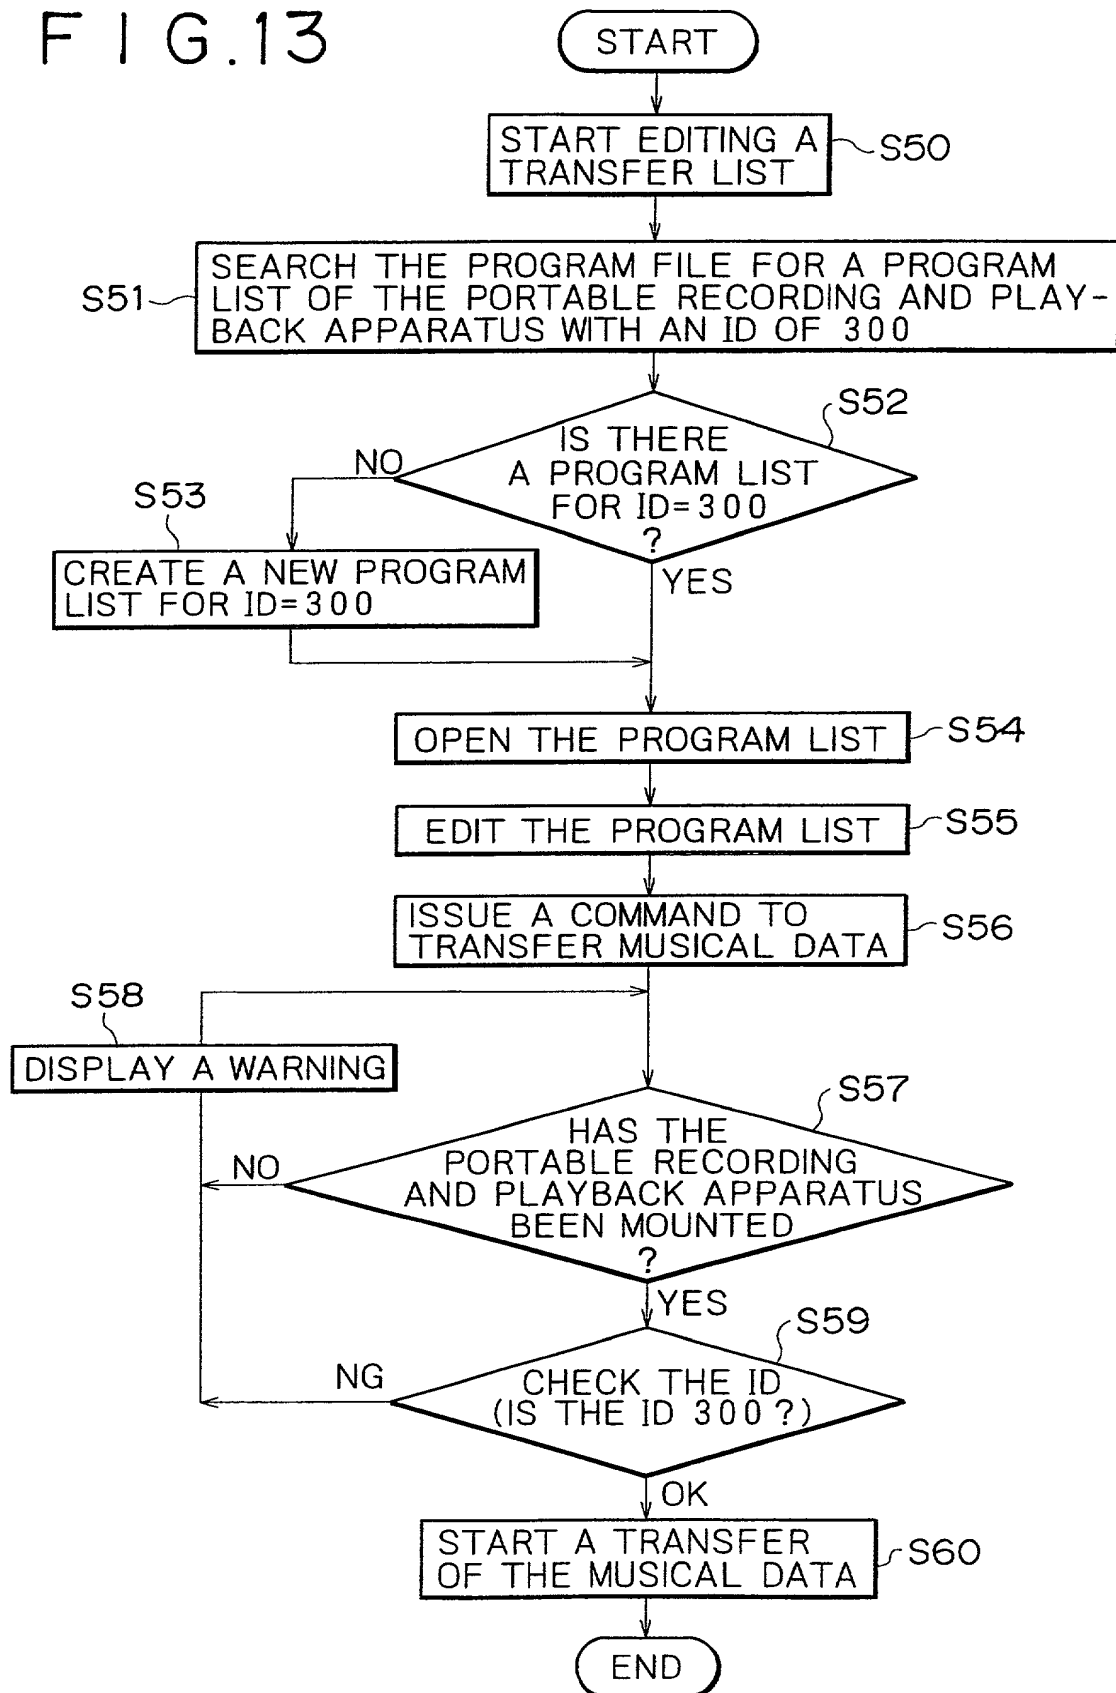 FIG.13
START
START EDITING A
TRANSFER LIST
S50
SEARCH THE PROGRAM FILE FOR A PROGRAM
LIST OF THE PORTABLE RECORDING AND PLAY-
BACK APPARATUS WITH AN ID OF 300
S51
S52
IS THERE
A PROGRAM LIST
FOR ID=300
?
NO
YES
S53
CREATE A NEW PROGRAM
LIST FOR ID=300
OPEN THE PROGRAM LIST
S54
EDIT THE PROGRAM LIST
S55
ISSUE A COMMAND TO
TRANSFER MUSICAL DATA
S56
S58
DISPLAY A WARNING
S57
HAS THE
PORTABLE RECORDING
AND PLAYBACK APPARATUS
BEEN MOUNTED
?
NO
YES
S59
CHECK THE ID
(IS THE ID 300?)
NG
OK
START A TRANSFER
OF THE MUSICAL DATA
S60
END